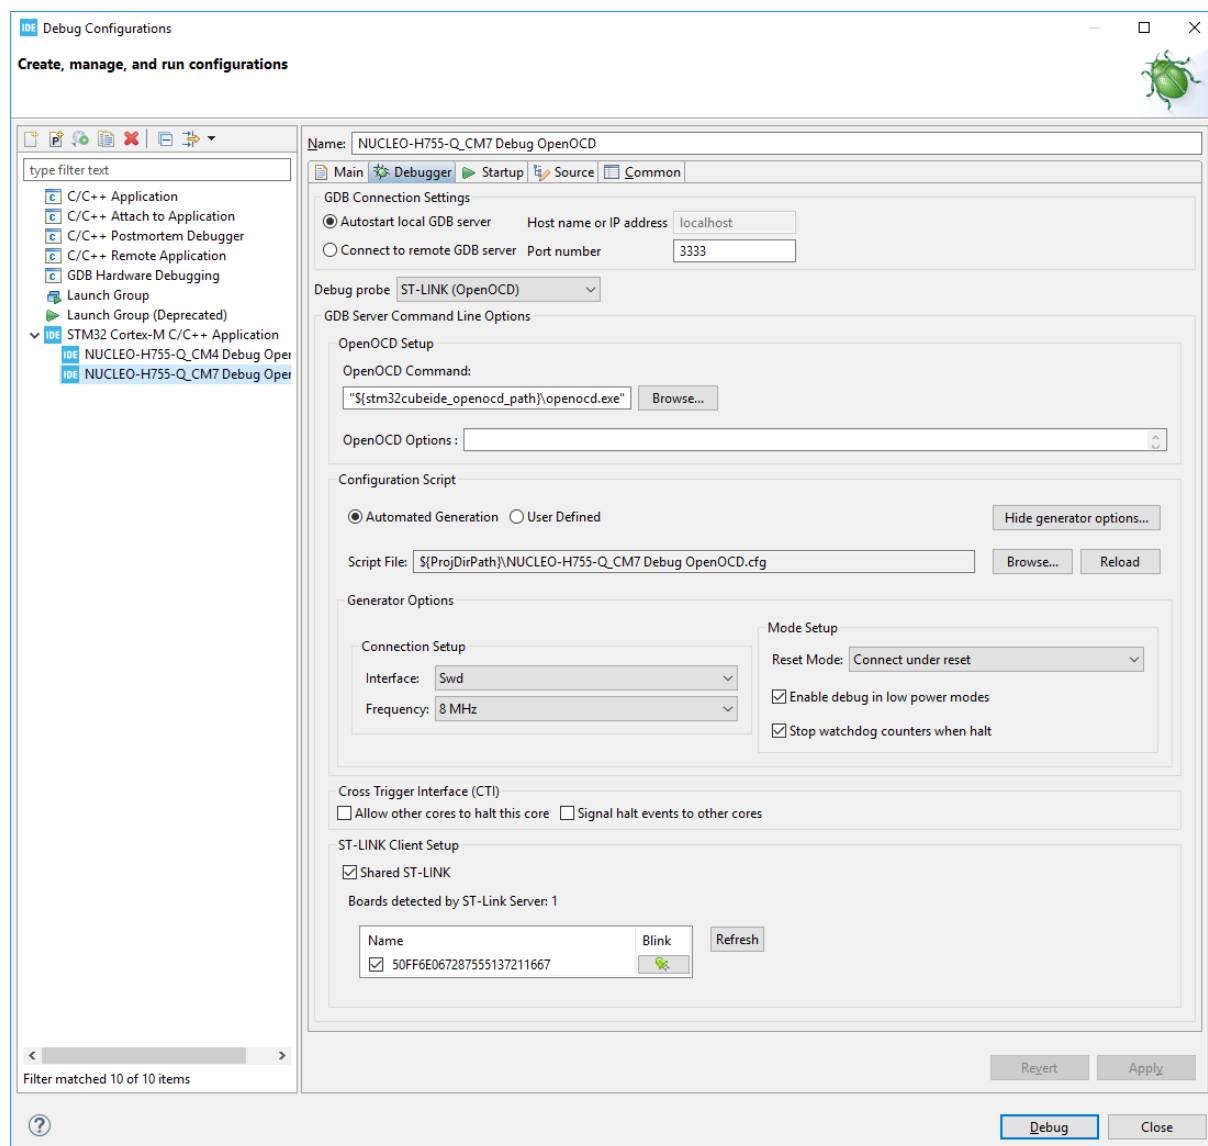 IDE Debug Configurations
Create, manage, and run configurations
type filter text
C/C++ Application
C/C++ Attach to Application
C/C++ Postmortem Debugger
C/C++ Remote Application
GDB Hardware Debugging
Launch Group
Launch Group (Deprecated)
IDE STM32 Cortex-M C/C++ Application
IDE NUCLEO-H755-Q_CM4 Debug Oper
IDE NUCLEO-H755-Q_CM7 Debug Oper
Filter matched 10 of 10 items
Name: NUCLEO-H755-Q_CM7 Debug OpenOCD
Main Debugger Startup Source Common
GDB Connection Settings
Autostart local GDB server Host name or IP address localhost
Connect to remote GDB server Port number 3333
Debug probe ST-LINK (OpenOCD)
GDB Server Command Line Options
OpenOCD Setup
OpenOCD Command:
"${stm32cubeide_openocd_path}\openocd.exe" Browse...
OpenOCD Options :
Configuration Script
Automated Generation User Defined Hide generator options...
Script File: ${ProjDirPath}\NUCLEO-H755-Q_CM7 Debug OpenOCD.cfg Browse... Reload
Generator Options
Connection Setup
Interface: Swd
Frequency: 8 MHz
Mode Setup
Reset Mode: Connect under reset
Enable debug in low power modes
Stop watchdog counters when halt
Cross Trigger Interface (CTI)
Allow other cores to halt this core Signal halt events to other cores
ST-LINK Client Setup
Shared ST-LINK
Boards detected by ST-Link Server: 1
Name Blink Refresh
50FF6E067287555137211667
Revert Apply
? Debug Close